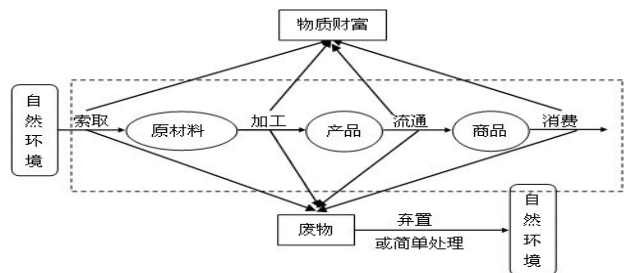 物质财富
自然环境
索取
原材料
加工
产品
流通
商品
消费
废物
弃置
或简单处理
自然环境